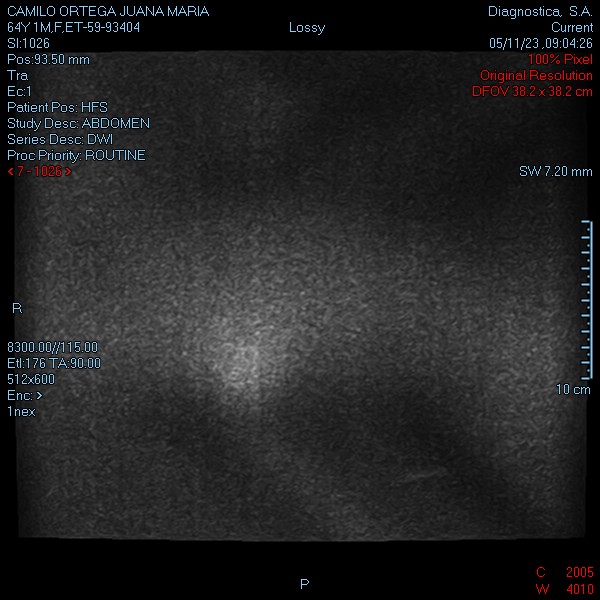 CAMILO ORTEGA JUANA MARIA
64Y 1M,F,ET-59-93404
SI:1026
Pos:93.50 mm
Tra
Ec:1
Patient Pos: HFS
Study Desc: ABDOMEN
Series Desc: DWI
Proc Priority: ROUTINE
< 7 - 1026 >
Lossy
Diagnostica, S.A.
Current
05/11/23 ,09:04:26
100% Pixel
Original Resolution
DFOV 38.2 x 38.2 cm
SW 7.20 mm
R
8300.00//115.00
Etl:176 TA:90.00
512x600
Enc: >
1nex
10 cm
P
C 2005
W 4010